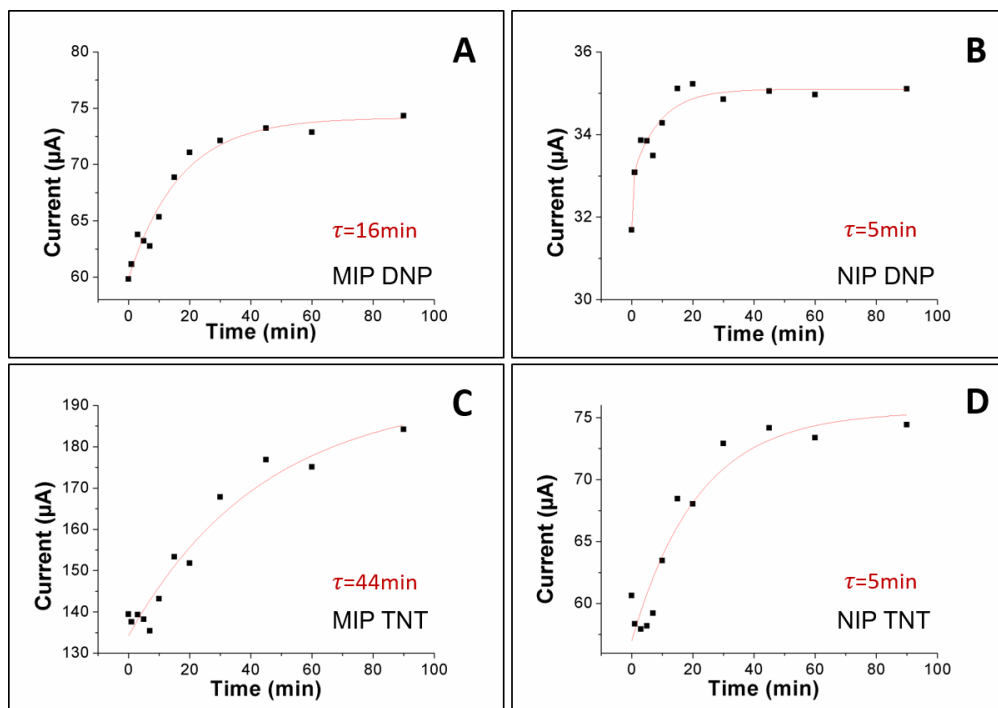 A
80
75
70
65
60
Current (µA)
0 20 40 60 80 100
Time (min)
τ=16min
MIP DNP
B
36
34
32
30
Current (µA)
0 20 40 60 80 100
Time (min)
τ=5min
NIP DNP
C
190
180
170
160
150
140
130
Current (µA)
0 20 40 60 80 100
Time (min)
τ=44min
MIP TNT
D
75
70
65
60
Current (µA)
0 20 40 60 80 100
Time (min)
τ=5min
NIP TNT